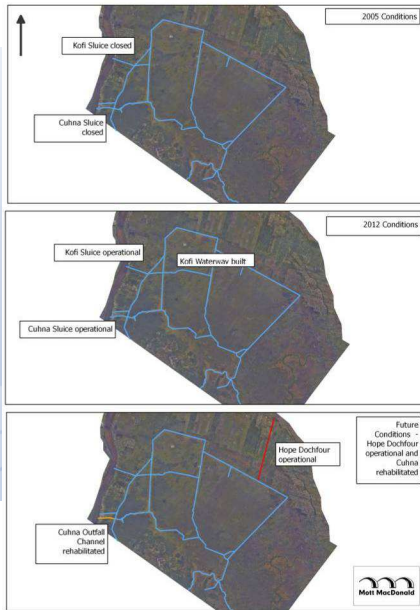 2005 Conditions
Kofi Sluice closed
Cuhna Sluice
closed
2012 Conditions
Kofi Sluice operational
Kofi Waterway built
Cuhna Sluice operational
Future
Conditions -
Hope Dochfour
operational and
Cuhna
rehabilitated
Hope Dochfour
operational
Cuhna Outfall
Channel
rehabilitated
Mott MacDonald